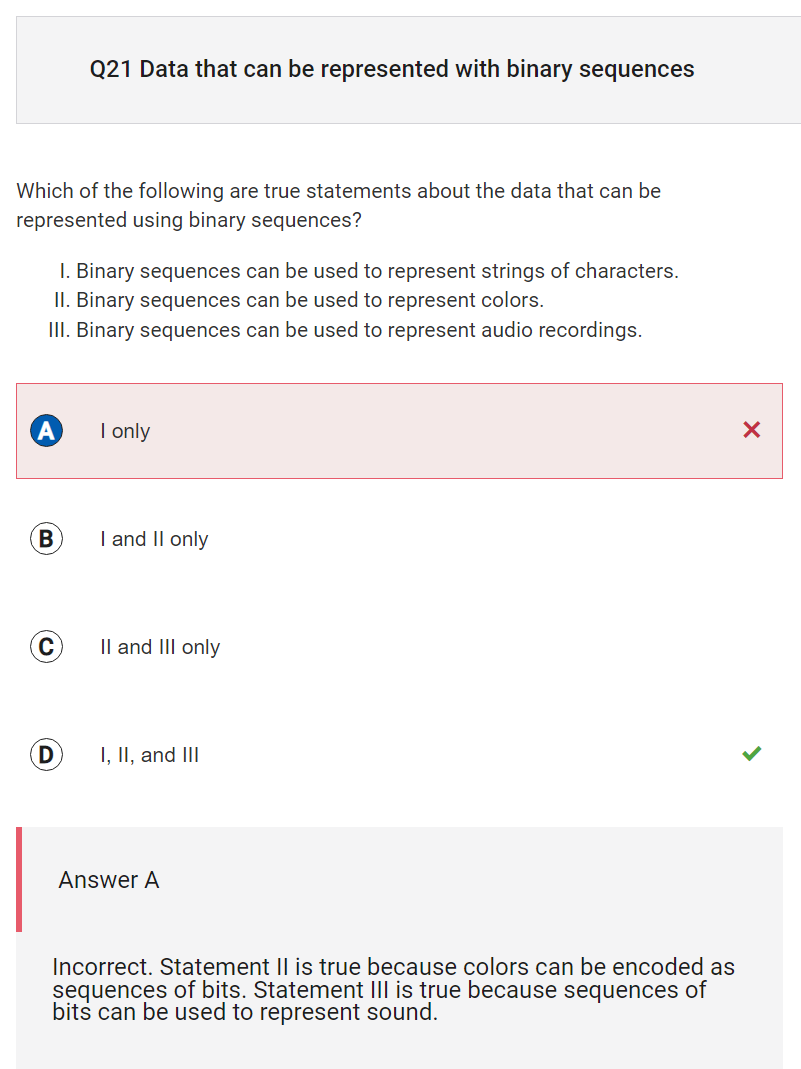 Q21 Data that can be represented with binary sequences
Which of the following are true statements about the data that can be
represented using binary sequences?
I. Binary sequences can be used to represent strings of characters.
II. Binary sequences can be used to represent colors.
III. Binary sequences can be used to represent audio recordings.
A I only
B I and II only
C II and III only
D I, II, and III
Answer A
Incorrect. Statement II is true because colors can be encoded as
sequences of bits. Statement III is true because sequences of
bits can be used to represent sound.